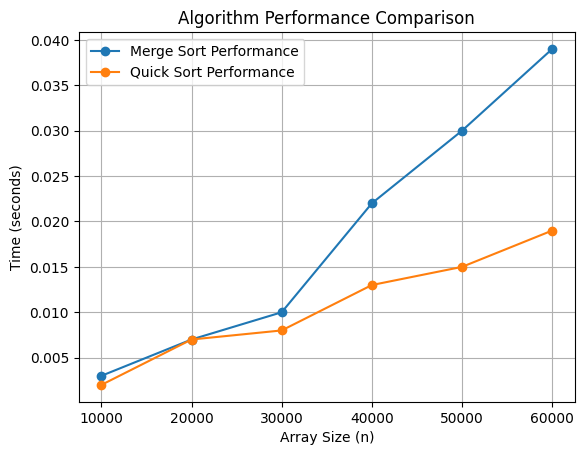 Algorithm Performance Comparison
Merge Sort Performance
Quick Sort Performance
Time (seconds)
0.040
0.035
0.030
0.025
0.020
0.015
0.010
0.005
10000 20000 30000 40000 50000 60000
Array Size (n)